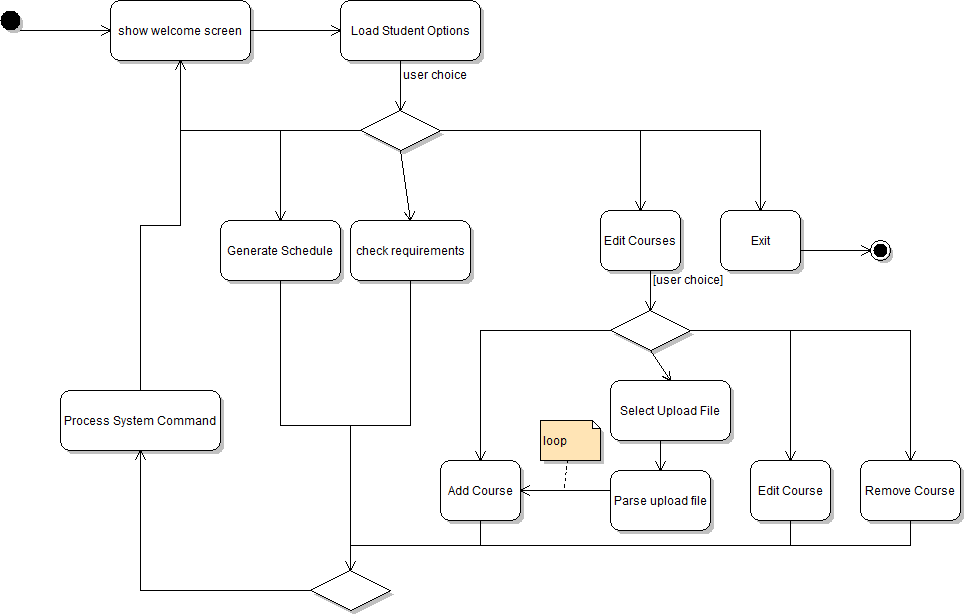 show welcome screen
Load Student Options
user choice
Generate Schedule
check requirements
Edit Courses
Exit
[user choice]
Process System Command
Select Upload File
loop
Add Course
Parse upload file
Edit Course
Remove Course